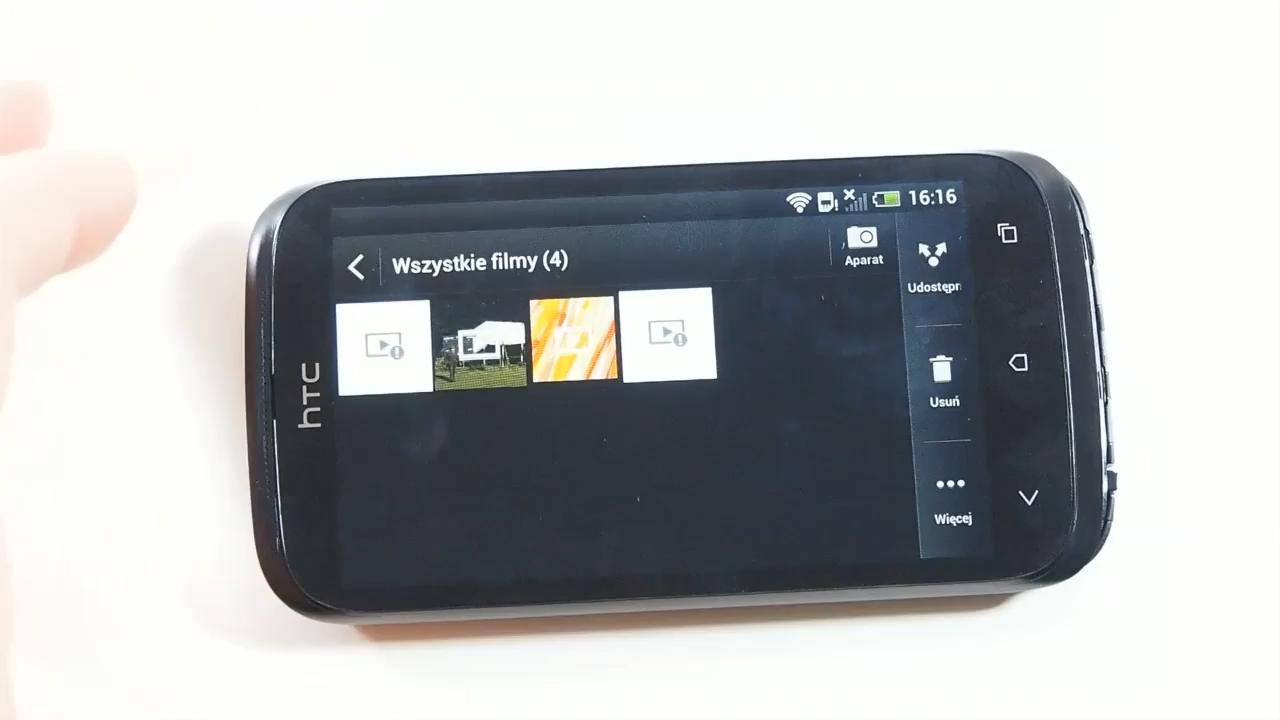 16:16
Wszystkie filmy (4)
Aparat
Udostępn
Usuń
Więcej
hTC